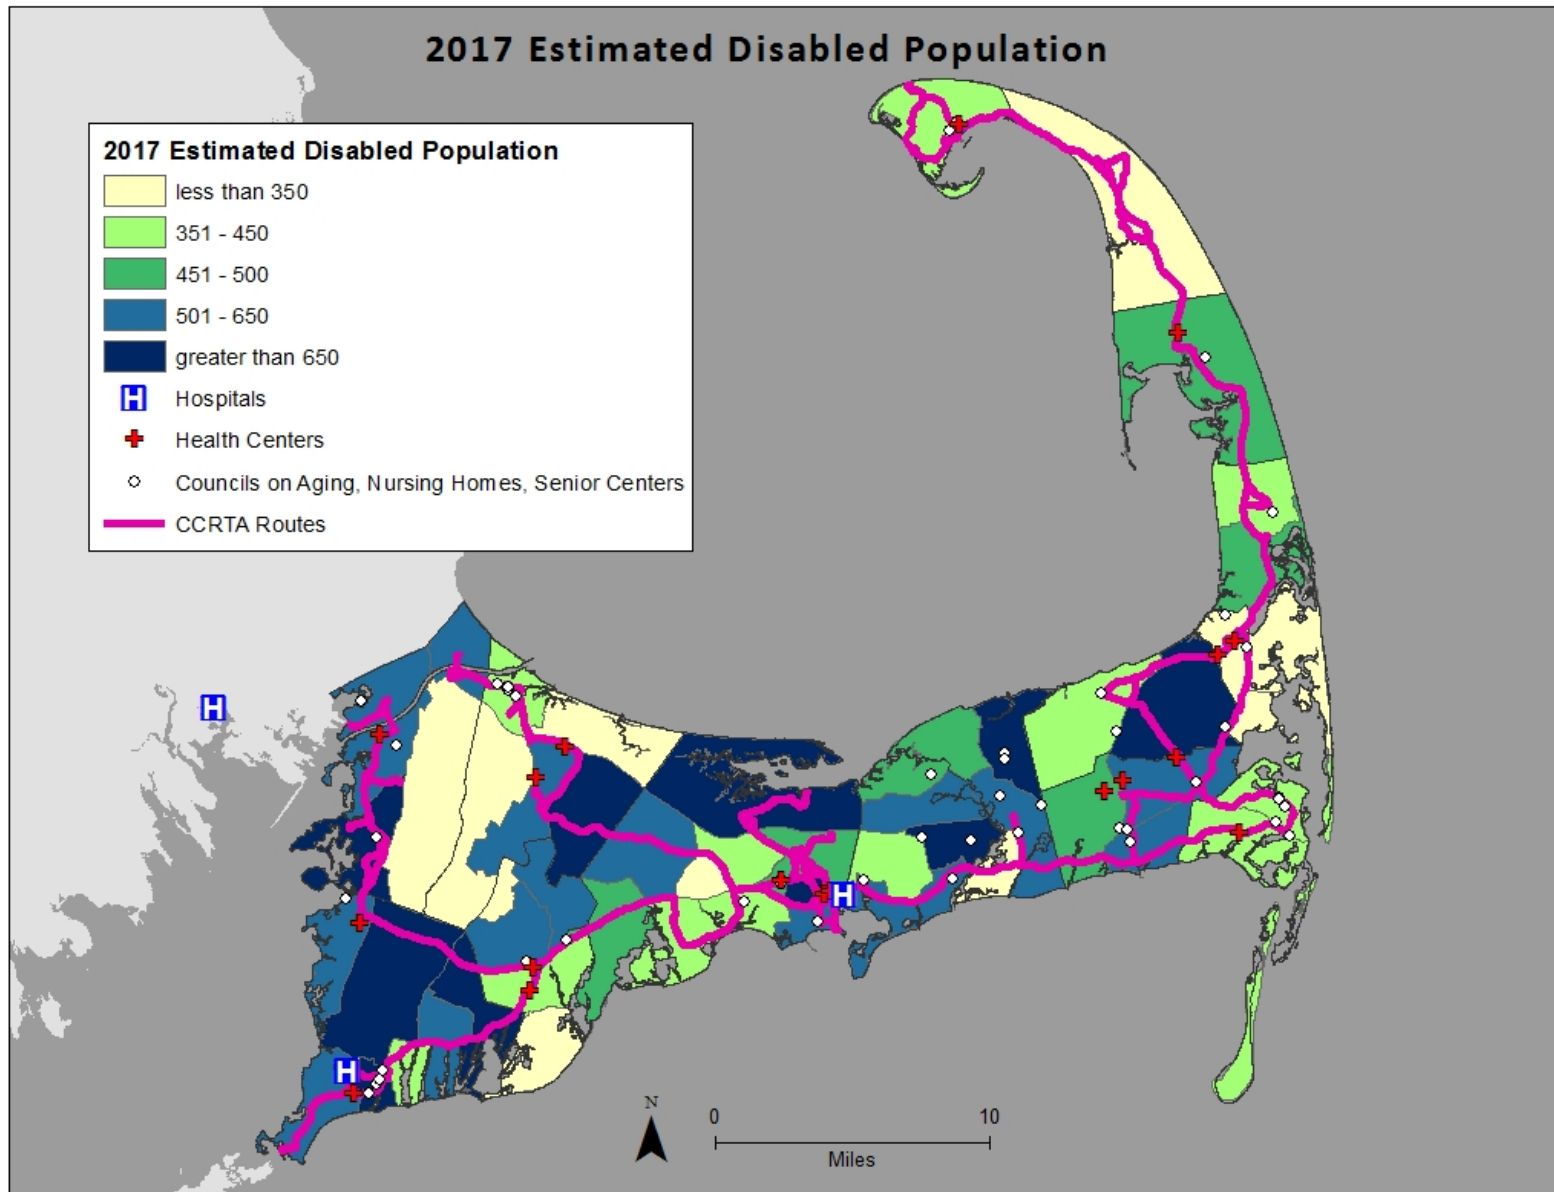 2017 Estimated Disabled Population
2017 Estimated Disabled Population
less than 350
351 - 450
451 - 500
501 - 650
greater than 650
H Hospitals
Health Centers
Councils on Aging, Nursing Homes, Senior Centers
CCRTA Routes
H
H
H
N
0 10
Miles